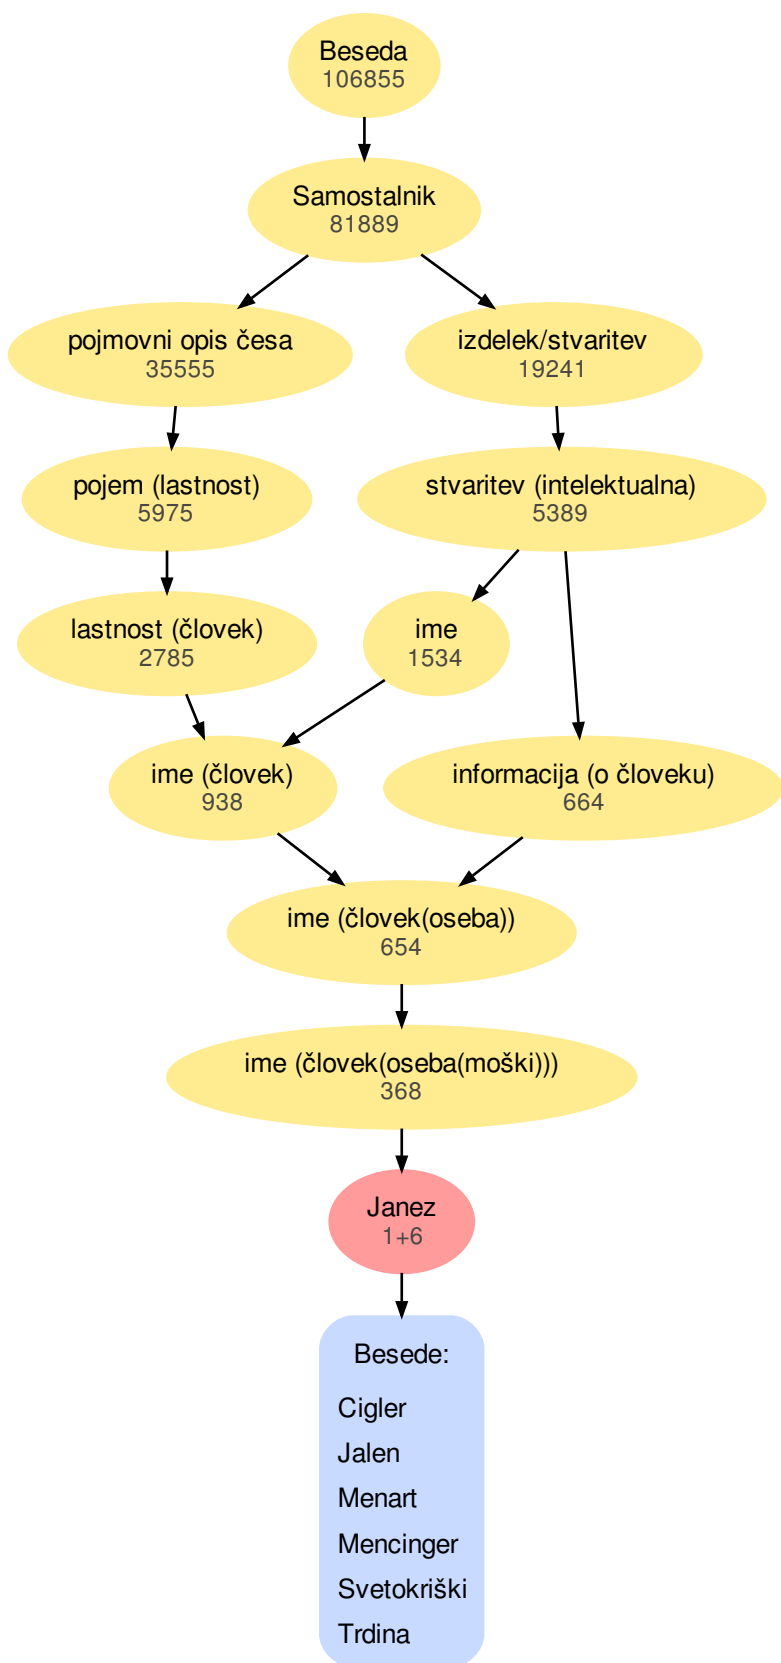 Beseda
106855
Samostalnik
81889
pojmovni opis česa
35555
izdelek/stvaritev
19241
pojem (lastnost)
5975
stvaritev (intelektualna)
5389
lastnost (človek)
2785
ime
1534
ime (človek)
938
informacija (o človeku)
664
ime (človek(oseba))
654
ime (človek(oseba(moški)))
368
Janez
1+6
Besede:
Cigler
Jalen
Menart
Mencinger
Svetokriški
Trdina